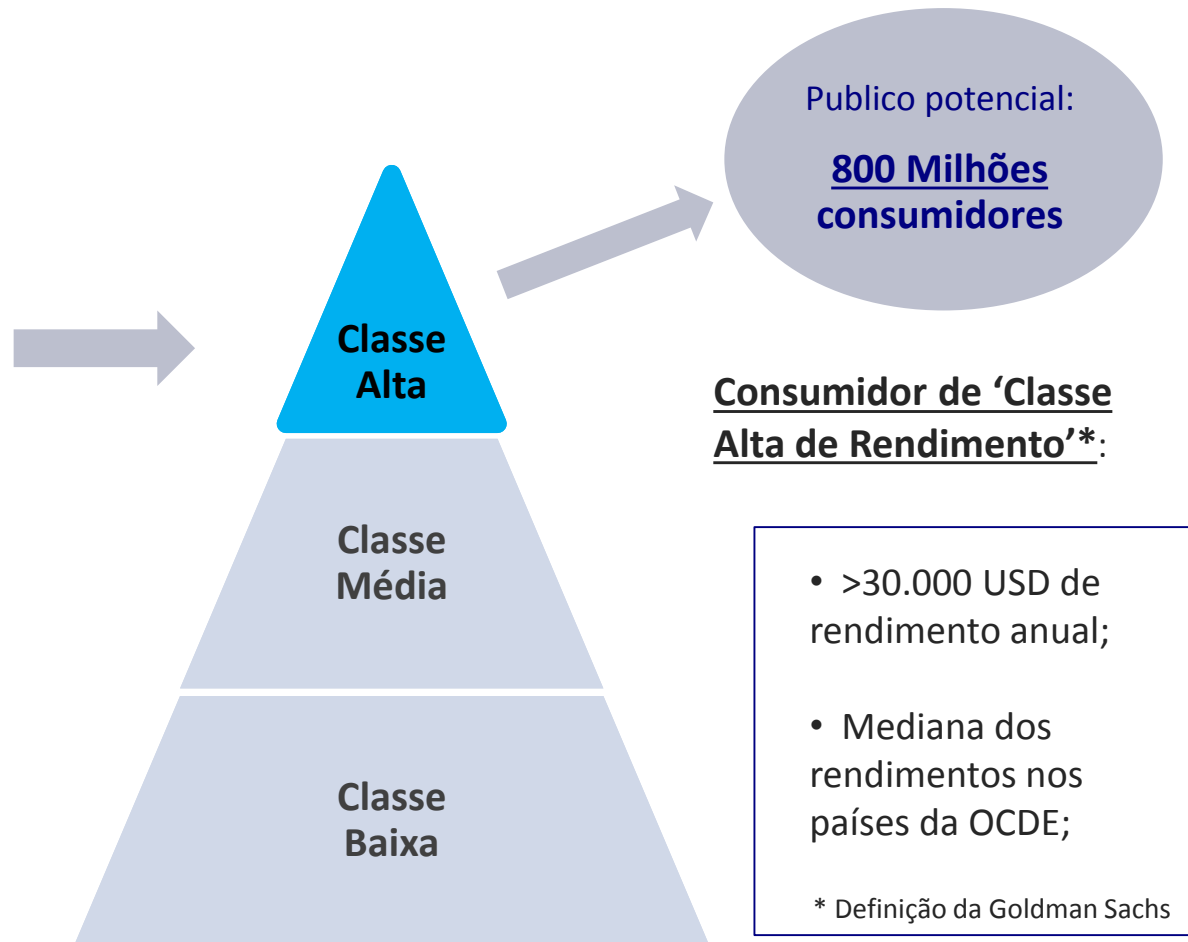 Publico potencial:
800 Milhões
consumidores
Classe
Alta
Consumidor de ‘Classe
Alta de Rendimento’*:
Classe
Média
• >30.000 USD de
rendimento anual;
• Mediana dos
rendimentos nos
países da OCDE;
Classe
Baixa
* Definição da Goldman Sachs